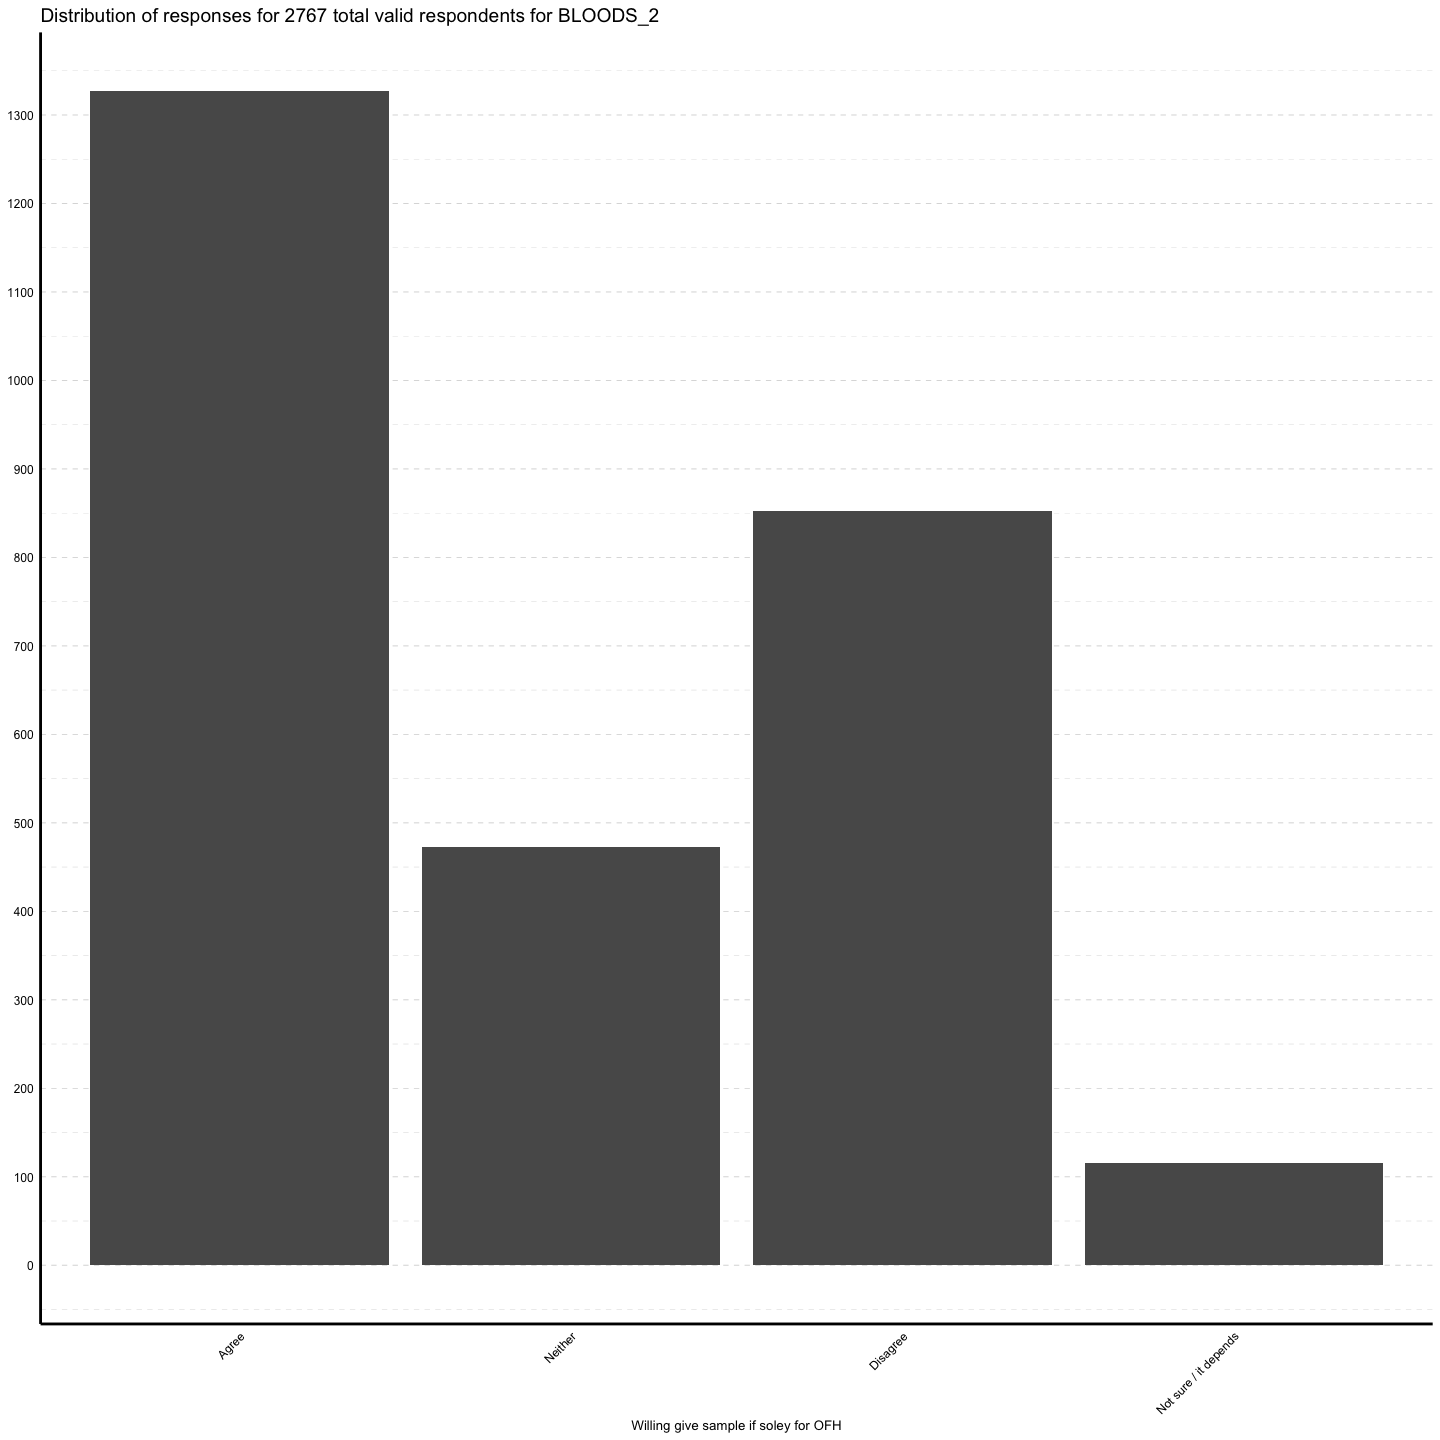 Distribution of responses for 2767 total valid respondents for BLOODS_2
1300
1200
1100
1000
900
800
700
600
500
400
300
200
100
0
Agree
Neither
Disagree
Not sure / it depends
Willing give sample if soley for OFH